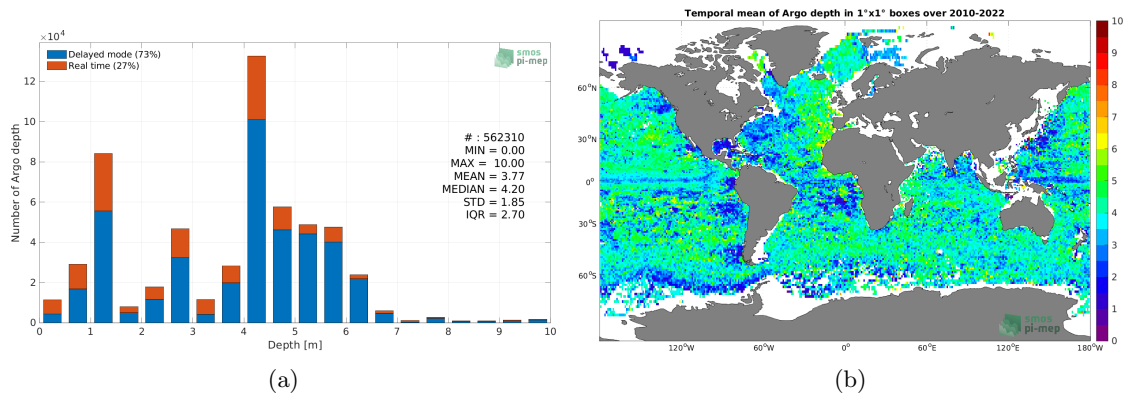 Delayed mode (73%)
Real time (27%)
×10⁴
smos
pi-mep
Number of Argo depth
12
10
8
6
4
2
0
# : 562310
MIN = 0.00
MAX = 10.00
MEAN = 3.77
MEDIAN = 4.20
STD = 1.85
IQR = 2.70
0 1 2 3 4 5 6 7 8 9 10
Depth [m]
(a)
Temporal mean of Argo depth in 1°x1° boxes over 2010-2022
60°N
30°N
0°
30°S
60°S
120°W 60°W 0° 60°E 120°E 180°W
smos
pi-mep
10
9
8
7
6
5
4
3
2
1
0
(b)